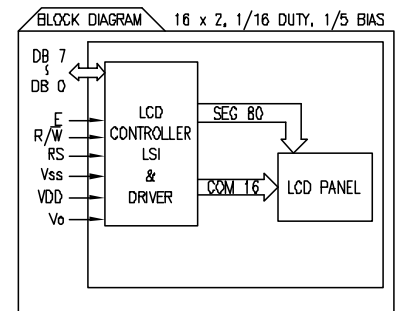 BLOCK DIAGRAM
16 x 2, 1/16 DUTY, 1/5 BIAS
DB 7
DB 0
E
R/W̅
RS
Vss
VDD
Vo
LCD
CONTROLLER
LSI
&
DRIVER
SEG 80
COM 16
LCD PANEL